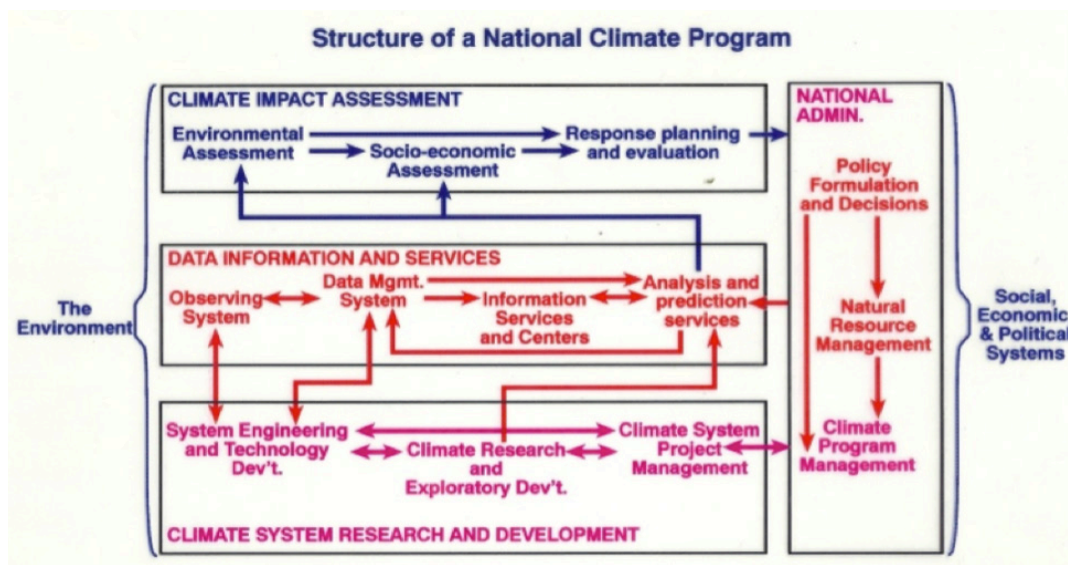 Structure of a National Climate Program
CLIMATE IMPACT ASSESSMENT
Environmental
Assessment
Socio-economic
Assessment
Response planning
and evaluation
DATA INFORMATION AND SERVICES
Observing
System
Data Mgmt.
System
Information
Services
and Centers
Analysis and
prediction
services
System Engineering
and Technology
Dev't.
Climate Research
and
Exploratory Dev't.
Climate System
Project
Management
CLIMATE SYSTEM RESEARCH AND DEVELOPMENT
NATIONAL
ADMIN.
Policy
Formulation
and Decisions
Natural
Resource
Management
Climate
Program
Management
The
Environment
Social,
Economic
& Political
Systems